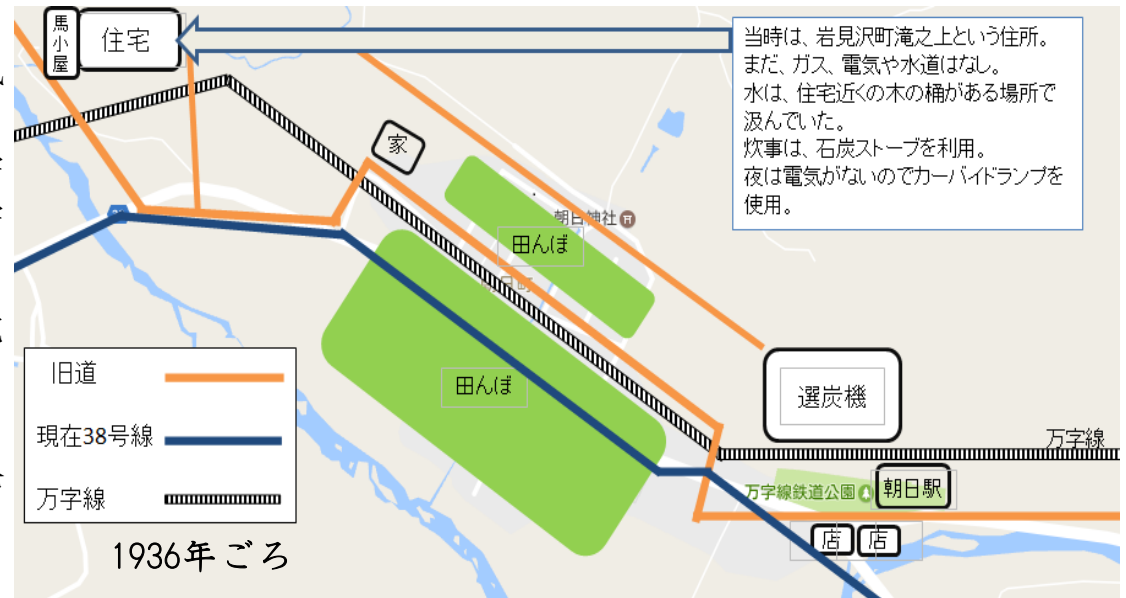 馬小屋
住宅
当時は、岩見沢町滝之上という住所。
まだ、ガス、電気や水道はなし。
水は、住宅近くの木の桶がある場所で
汲んでいた。
炊事は、石炭ストーブを利用。
夜は電気がないのでカーバイドランプを
使用。
家
朝日神社
田んぼ
田んぼ
選炭機
旧道
現在38号線
万字線
万字線
万字線鉄道公園
朝日駅
店
店
1936年ごろ